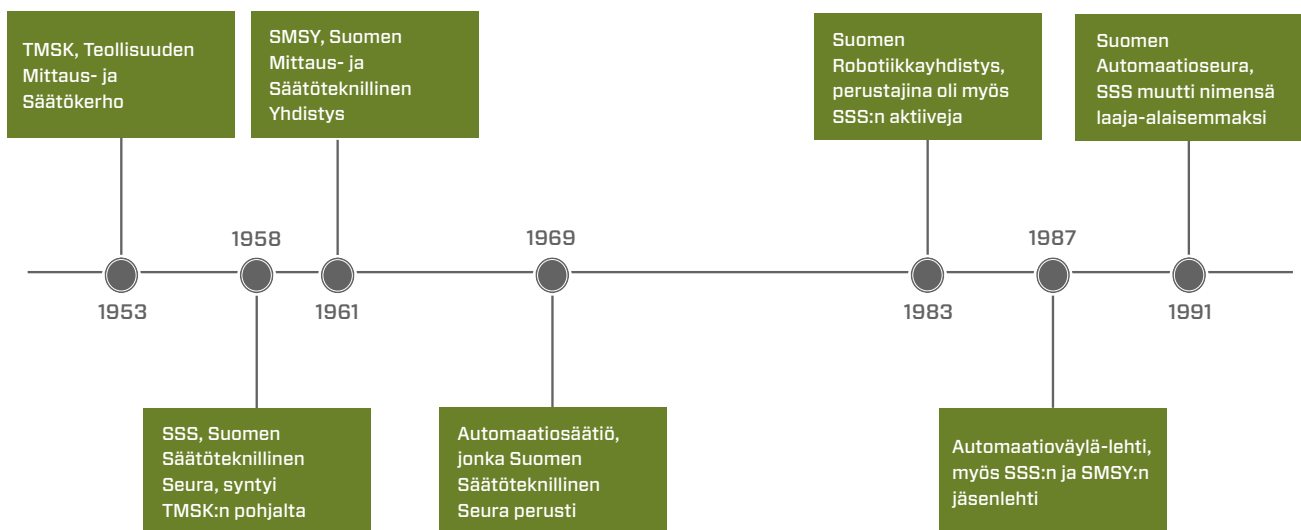 TMSK, Teollisuuden
Mittaus- ja
Säätökerho
SMSY, Suomen
Mittaus- ja
Säätöteknillinen
Yhdistys
Suomen
Robotiikkayhdistys,
perustajina oli myös
SSS:n aktiiveja
Suomen
Automaatioseura,
SSS muutti nimensä
laaja-alaisemmaksi
1958
1969
1987
1953
1961
1983
1991
SSS, Suomen
Säätöteknillinen
Seura, syntyi
TMSK:n pohjalta
Automaatiosäätiö,
jonka Suomen
Säätöteknillinen
Seura perusti
Automaatioväylä-lehti,
myös SSS:n ja SMSY:n
jäsenlehti